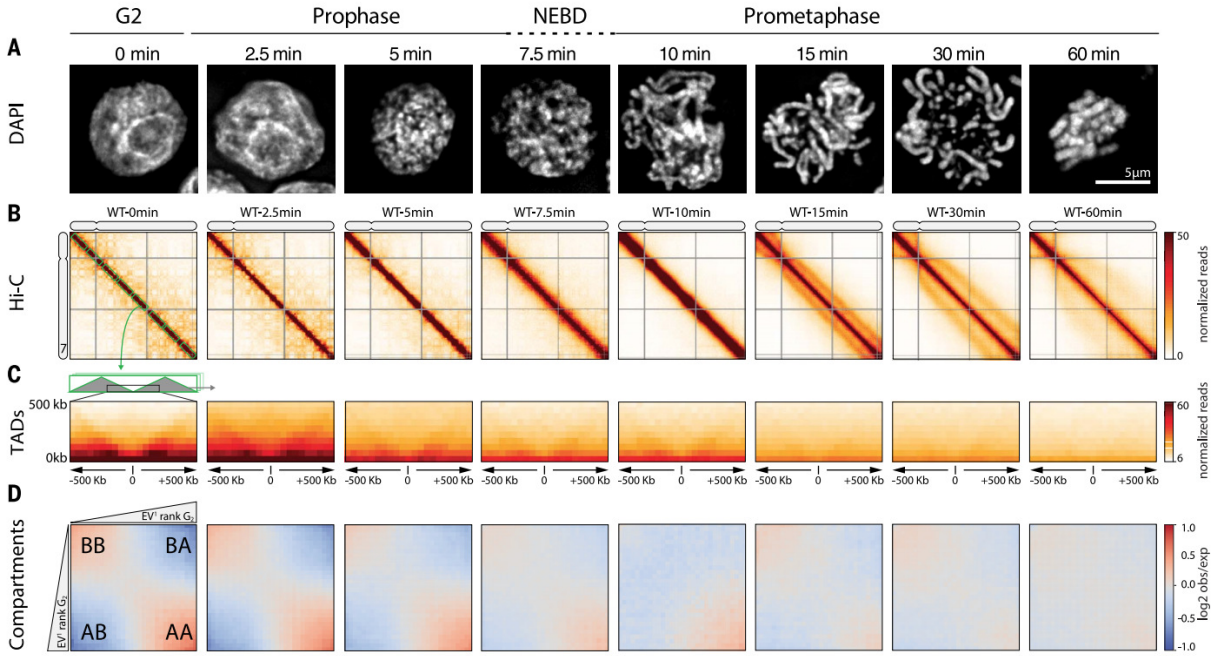 G2 Prophase NEBD Prometaphase
A
0 min 2.5 min 5 min 7.5 min 10 min 15 min 30 min 60 min
DAPI
5μm
B
WT-0min WT-2.5min WT-5min WT-7.5min WT-10min WT-15min WT-30min WT-60min
Hi-C
7
50
0
normalized reads
C
TADs
500 kb
0kb
60
6
normalized reads
-500 Kb 0 +500 Kb -500 Kb 0 +500 Kb -500 Kb 0 +500 Kb -500 Kb 0 +500 Kb -500 Kb 0 +500 Kb -500 Kb 0 +500 Kb -500 Kb 0 +500 Kb -500 Kb 0 +500 Kb
D
Compartments
EV¹ rank G₂
EV¹ rank G₂
BB BA
AB AA
1.0
0.5
0.0
-0.5
-1.0
log2 obs/exp